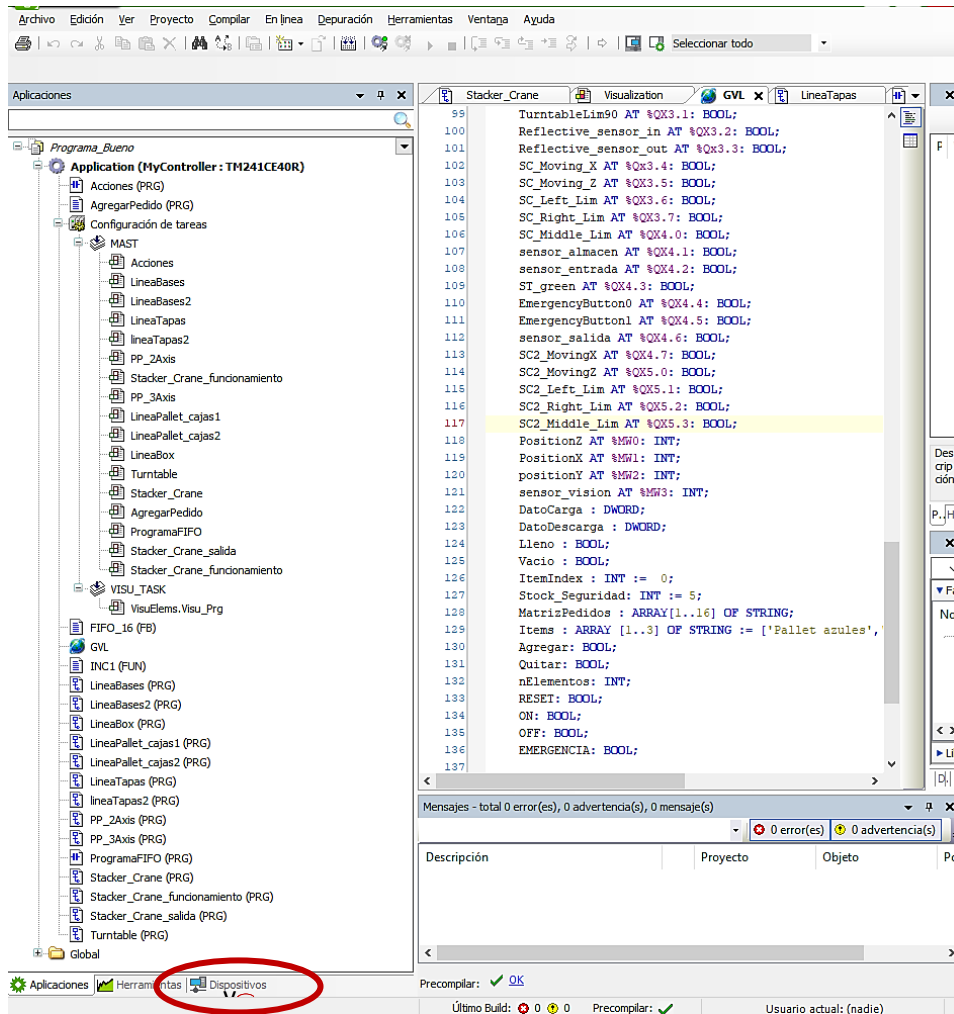 Archivo Edición Ver Proyecto Compilar En línea Depuración Herramientas Ventana Ayuda
Seleccionar todo
Aplicaciones
Programa_Bueno
Application (MyController : TM241CE40R)
Acciones (PRG)
AgregarPedido (PRG)
Configuración de tareas
MAST
Acciones
LineaBases
LineaBases2
LineaTapas
lineaTapas2
PP_2Axis
Stacker_Crane_funcionamiento
PP_3Axis
LineaPallet_cajas1
LineaPallet_cajas2
LineaBox
Turntable
Stacker_Crane
AgregarPedido
ProgramaFIFO
Stacker_Crane_salida
Stacker_Crane_funcionamiento
VISU_TASK
VisuElems.Visu_Prg
FIFO_16 (FB)
GVL
INC1 (FUN)
LineaBases (PRG)
LineaBases2 (PRG)
LineaBox (PRG)
LineaPallet_cajas1 (PRG)
LineaPallet_cajas2 (PRG)
LineaTapas (PRG)
lineaTapas2 (PRG)
PP_2Axis (PRG)
PP_3Axis (PRG)
ProgramaFIFO (PRG)
Stacker_Crane (PRG)
Stacker_Crane_funcionamiento (PRG)
Stacker_Crane_salida (PRG)
Turntable (PRG)
Global
Aplicaciones Herramientas Dispositivos
Stacker_Crane Visualization GVL LineaTapas
99 TurntableLim90 AT %QX3.1: BOOL;
100 Reflective_sensor_in AT %QX3.2: BOOL;
101 Reflective_sensor_out AT %Qx3.3: BOOL;
102 SC_Moving_X AT %Qx3.4: BOOL;
103 SC_Moving_Z AT %QX3.5: BOOL;
104 SC_Left_Lim AT %QX3.6: BOOL;
105 SC_Right_Lim AT %QX3.7: BOOL;
106 SC_Middle_Lim AT %QX4.0: BOOL;
107 sensor_almacen AT %QX4.1: BOOL;
108 sensor_entrada AT %QX4.2: BOOL;
109 ST_green AT %QX4.3: BOOL;
110 EmergencyButton0 AT %QX4.4: BOOL;
111 EmergencyButton1 AT %QX4.5: BOOL;
112 sensor_salida AT %QX4.6: BOOL;
113 SC2_MovingX AT %QX4.7: BOOL;
114 SC2_MovingZ AT %QX5.0: BOOL;
115 SC2_Left_Lim AT %QX5.1: BOOL;
116 SC2_Right_Lim AT %QX5.2: BOOL;
117 SC2_Middle_Lim AT %QX5.3: BOOL;
118 PositionZ AT %MW0: INT;
119 PositionX AT %MW1: INT;
120 positionY AT %MW2: INT;
121 sensor_vision AT %MW3: INT;
122 DatoCarga : DWORD;
123 DatoDescarga : DWORD;
124 Lleno : BOOL;
125 Vacio : BOOL;
126 ItemIndex : INT := 0;
127 Stock_Seguridad: INT := 5;
128 MatrizPedidos : ARRAY[1..16] OF STRING;
129 Items : ARRAY [1..3] OF STRING := ['Pallet azules','
130 Agregar: BOOL;
131 Quitar: BOOL;
132 nElementos: INT;
133 RESET: BOOL;
134 ON: BOOL;
135 OFF: BOOL;
136 EMERGENCIA: BOOL;
137
Des
crip
ción
Mensajes - total 0 error(es), 0 advertencia(s), 0 mensaje(s)
0 error(es) 0 advertencia(s)
Descripción Proyecto Objeto
Precompilar: OK
Último Build: 0 0 Precompilar: Usuario actual: (nadie)